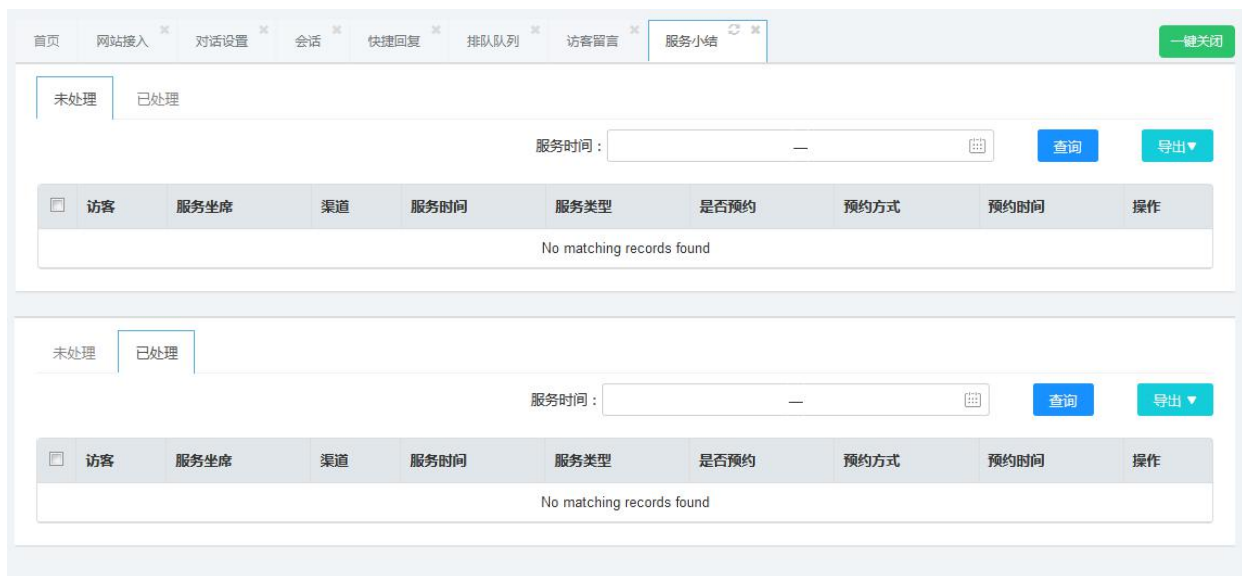 首页 网站接入 对话设置 会话 快捷回复 排队队列 访客留言 服务小结 一键关闭
未处理 已处理
服务时间： — 查询 导出▼
访客 服务坐席 渠道 服务时间 服务类型 是否预约 预约方式 预约时间 操作
No matching records found
未处理 已处理
服务时间： — 查询 导出 ▼
访客 服务坐席 渠道 服务时间 服务类型 是否预约 预约方式 预约时间 操作
No matching records found